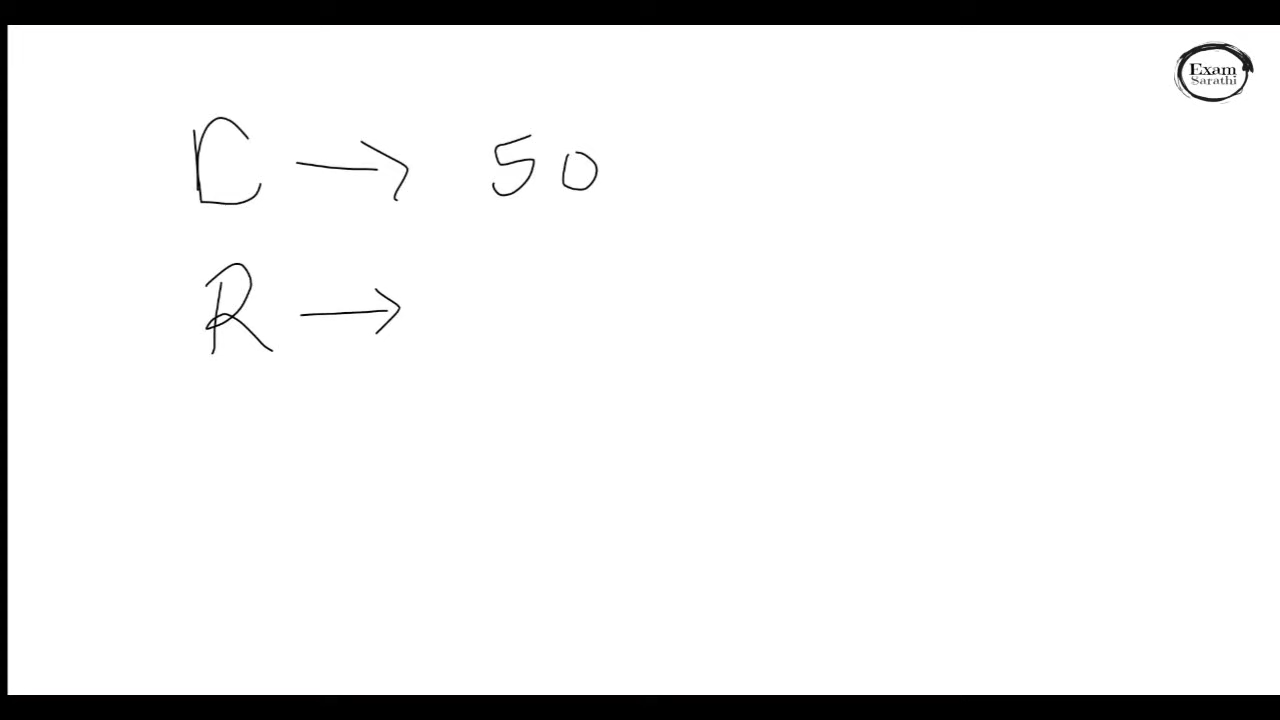 Exam
Sarathi
C → 50
R →